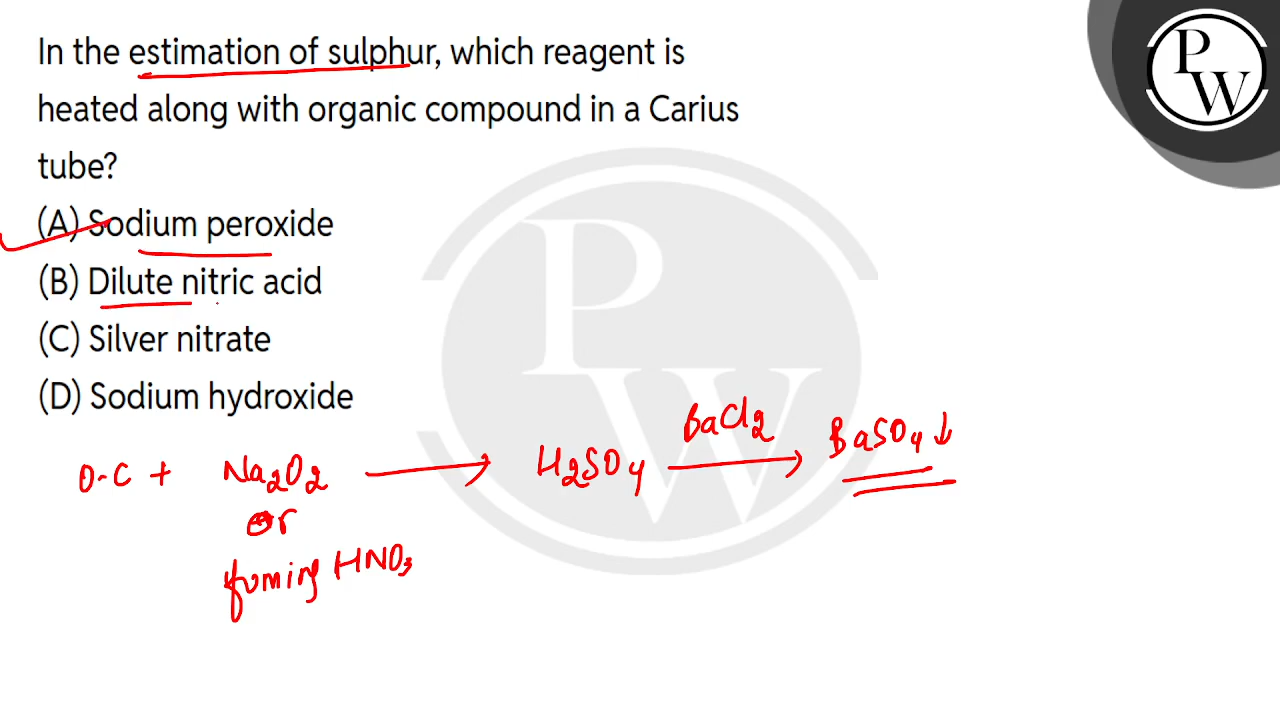 In the estimation of sulphur, which reagent is
heated along with organic compound in a Carius
tube?
(A) Sodium peroxide
(B) Dilute nitric acid
(C) Silver nitrate
(D) Sodium hydroxide
O-C + Na2O2 → H2SO4 BaCl2 → BaSO4 ↓
or
fuming HNO3
PW
PW